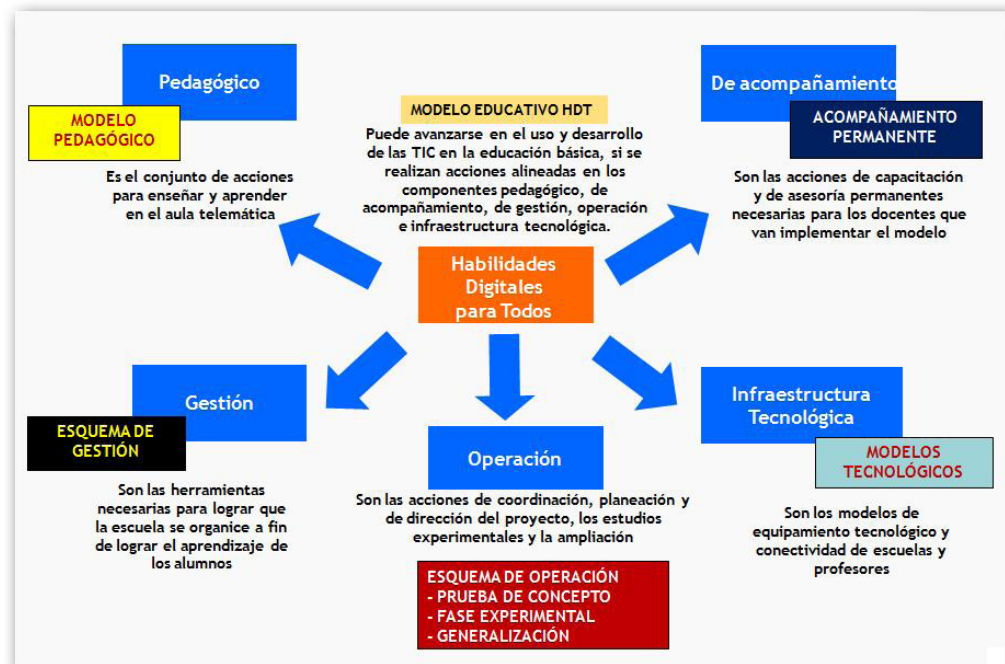 Pedagógico
MODELO
PEDAGÓGICO
Es el conjunto de acciones
para enseñar y aprender
en el aula telemática
MODELO EDUCATIVO HDT
Puede avanzarse en el uso y desarrollo
de las TIC en la educación básica, si se
realizan acciones alineadas en los
componentes pedagógico, de
acompañamiento, de gestión, operación
e infraestructura tecnológica.
De acompañamiento
ACOMPAÑAMIENTO
PERMANENTE
Son las acciones de capacitación
y de asesoría permanentes
necesarias para los docentes que
van implementar el modelo
Habilidades
Digitales
para Todos
Gestión
ESQUEMA DE
GESTIÓN
Son las herramientas
necesarias para lograr que
la escuela se organice a fin
de lograr el aprendizaje de
los alumnos
Operación
Son las acciones de coordinación, planeación y
de dirección del proyecto, los estudios
experimentales y la ampliación
ESQUEMA DE OPERACIÓN
- PRUEBA DE CONCEPTO
- FASE EXPERIMENTAL
- GENERALIZACIÓN
Infraestructura
Tecnológica
MODELOS
TECNOLÓGICOS
Son los modelos de
equipamiento tecnológico y
conectividad de escuelas y
profesores